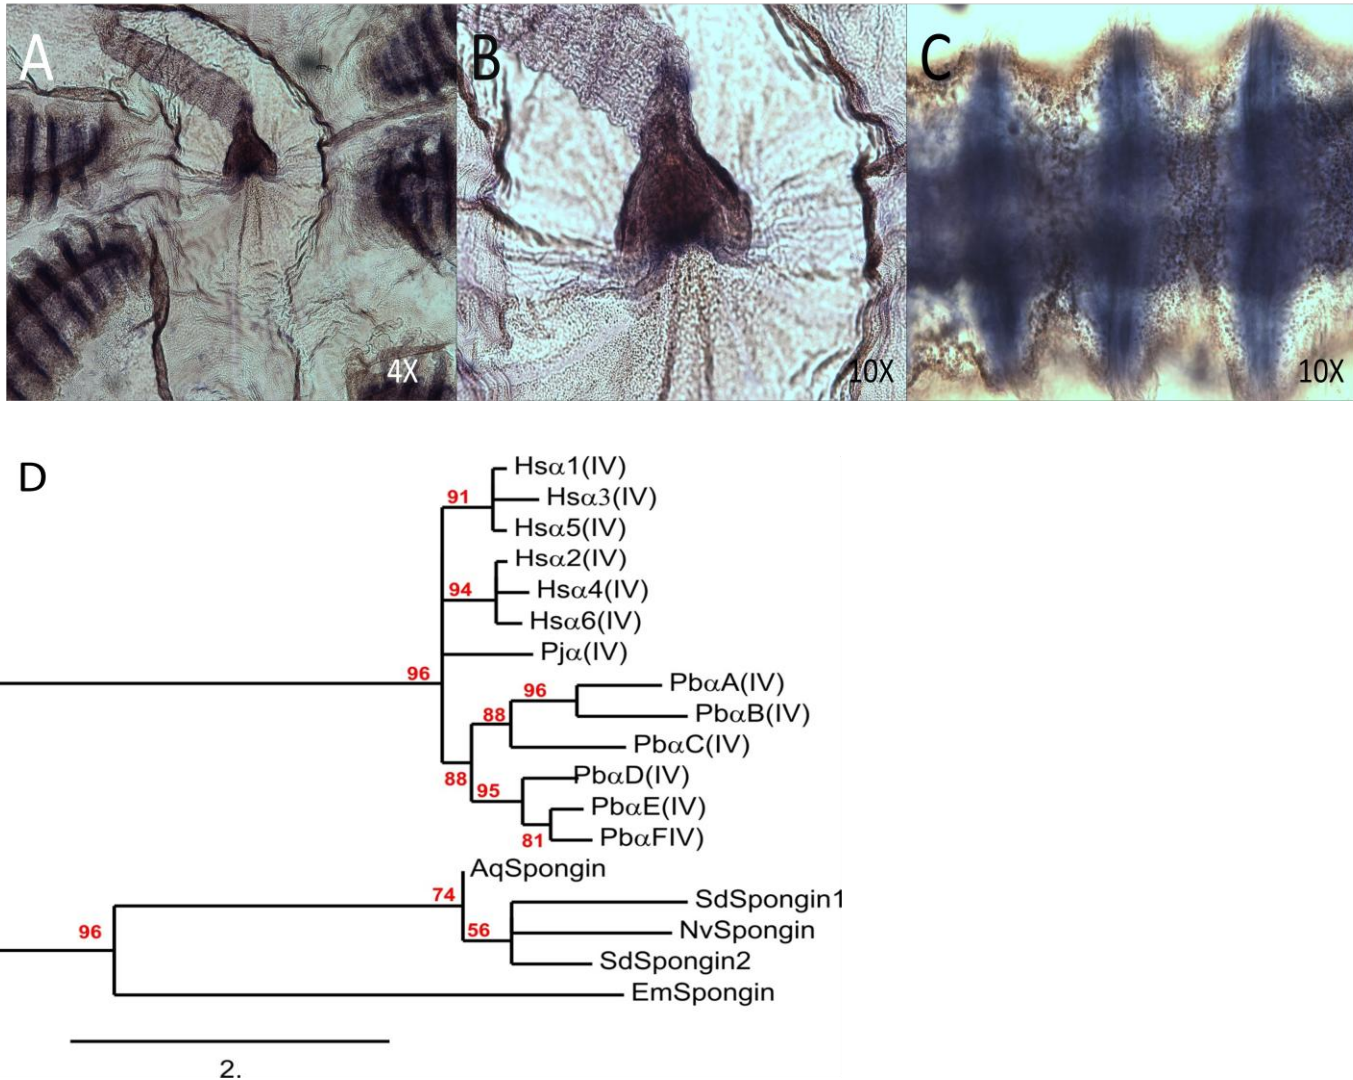 A
B
C
4X
10X
10X
D
Hsα1(IV)
91
Hsα3(IV)
Hsα5(IV)
Hsα2(IV)
94
Hsα4(IV)
Hsα6(IV)
Pjα(IV)
96
PbαA(IV)
96
PbαB(IV)
88
PbαC(IV)
88
PbαD(IV)
95
PbαE(IV)
81
PbαFIV)
AqSpongin
74
SdSpongin1
56
NvSpongin
96
SdSpongin2
EmSpongin
2.